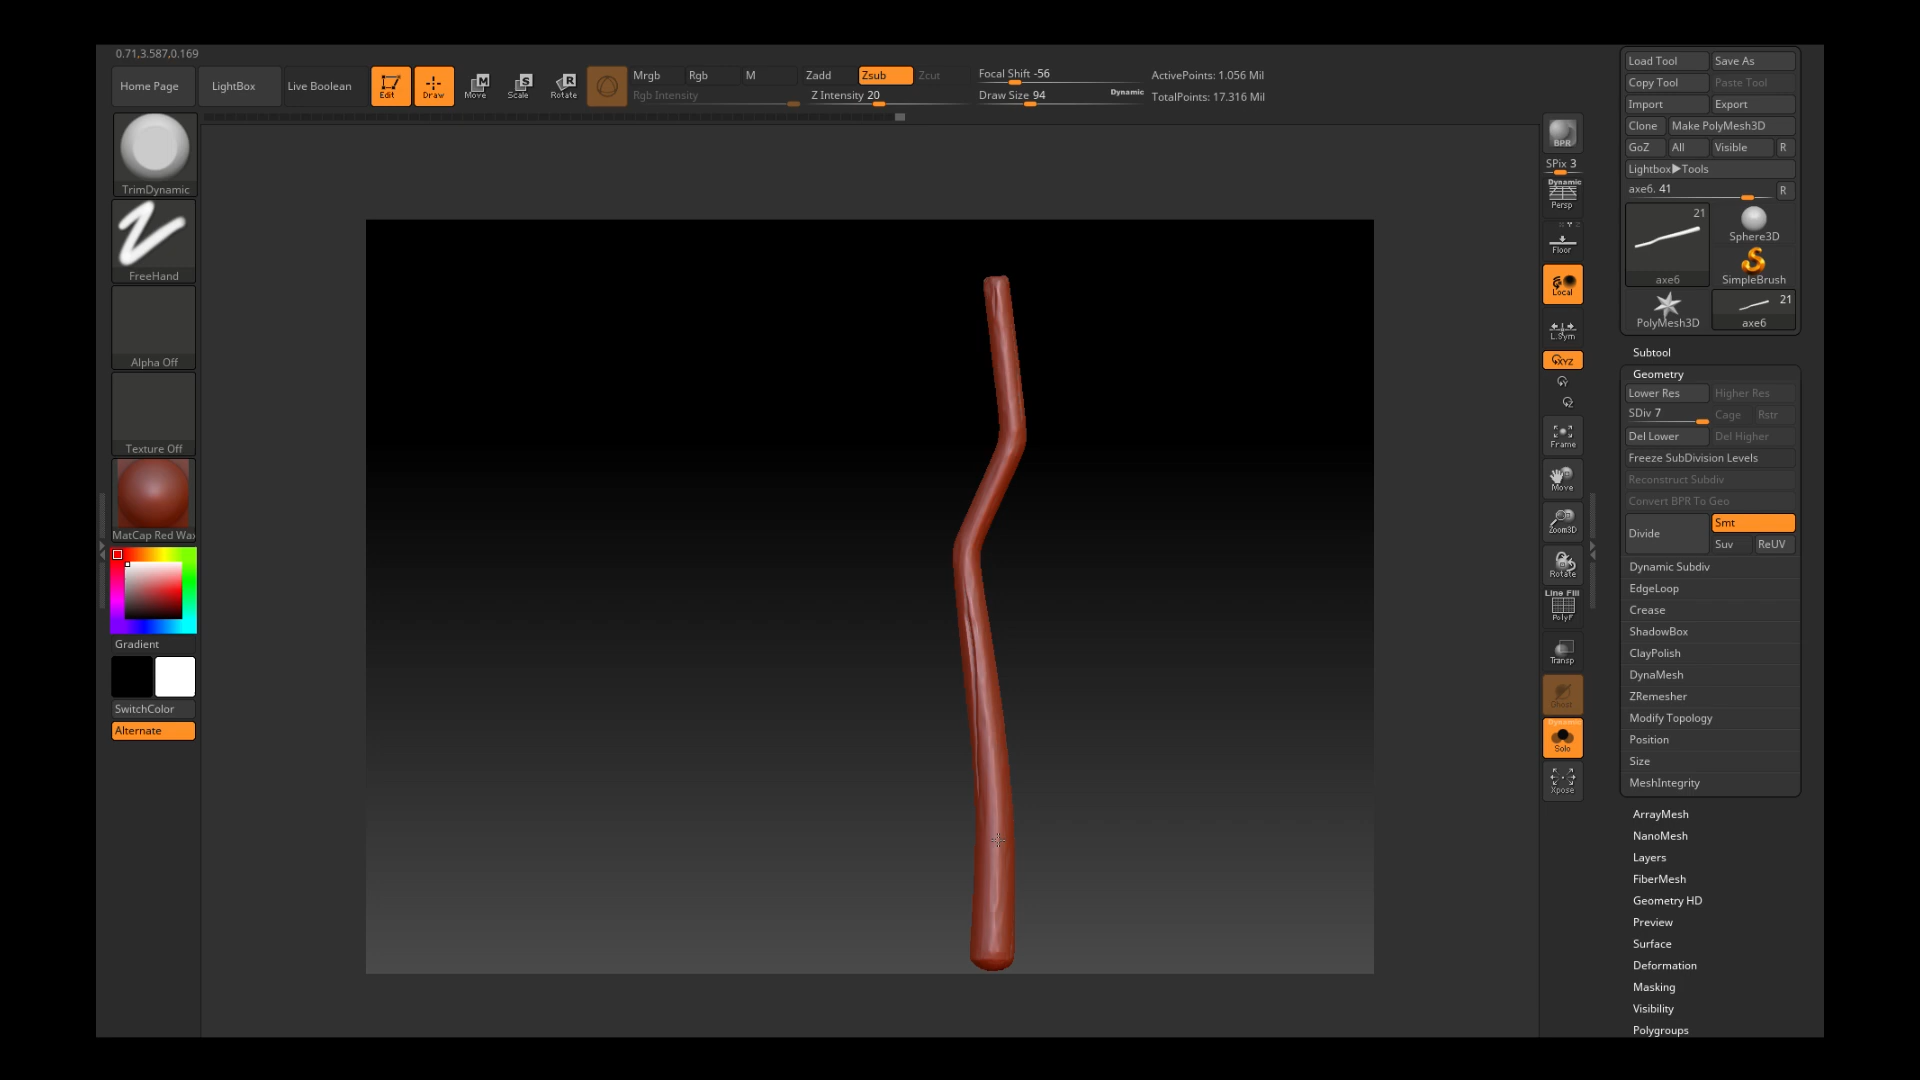 0.71,3.587,0.169
Home Page
LightBox
Live Boolean
Edit
Draw
Move
Scale
Rotate
Mrgb
Rgb
M
Rgb Intensity
Zadd
Zsub
Zcut
Z Intensity 20
Focal Shift -56
Draw Size 94
Dynamic
ActivePoints: 1.056 Mil
TotalPoints: 17.316 Mil
TrimDynamic
FreeHand
Alpha Off
Texture Off
MatCap Red Wax
Gradient
SwitchColor
Alternate
BPR
SPix 3
Dynamic
Persp
Floor
Local
L.Sym
XYZ
Frame
Move
Zoom3D
Rotate
Line Fill
PolyF
Transp
Ghost
Dynamic
Solo
Xpose
Load Tool
Save As
Copy Tool
Paste Tool
Import
Export
Clone
Make PolyMesh3D
GoZ
All
Visible
R
Lightbox▶Tools
axe6. 41
R
21
axe6
Sphere3D
SimpleBrush
PolyMesh3D
21
axe6
Subtool
Geometry
Lower Res
Higher Res
SDiv 7
Cage
Rstr
Del Lower
Del Higher
Freeze SubDivision Levels
Reconstruct Subdiv
Convert BPR To Geo
Divide
Smt
Suv
ReUV
Dynamic Subdiv
EdgeLoop
Crease
ShadowBox
ClayPolish
DynaMesh
ZRemesher
Modify Topology
Position
Size
MeshIntegrity
ArrayMesh
NanoMesh
Layers
FiberMesh
Geometry HD
Preview
Surface
Deformation
Masking
Visibility
Polygroups